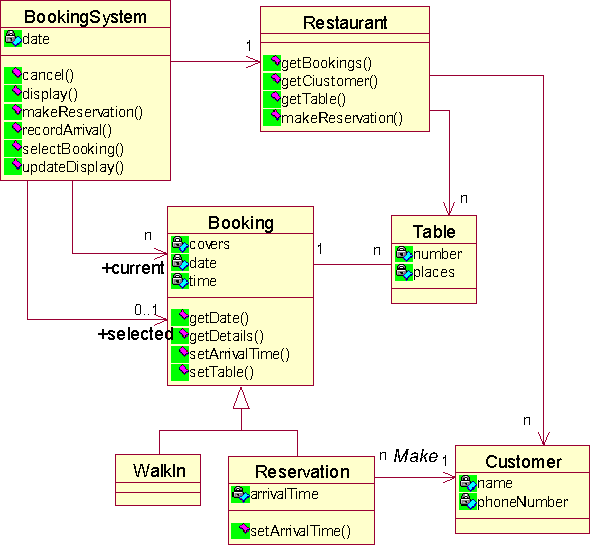 BookingSystem
date
cancel()
display()
makeReservation()
recordArrival()
selectBooking()
updateDisplay()
1
Restaurant
getBookings()
getCiustomer()
getTable()
makeReservation()
n
+current
0..1
+selected
Booking
covers
date
time
getDate()
getDetails()
setArrivalTime()
setTable()
1
n
n
Table
number
places
n
WalkIn
Reservation
arrivalTime
setArrivalTime()
n Make 1
Customer
name
phoneNumber